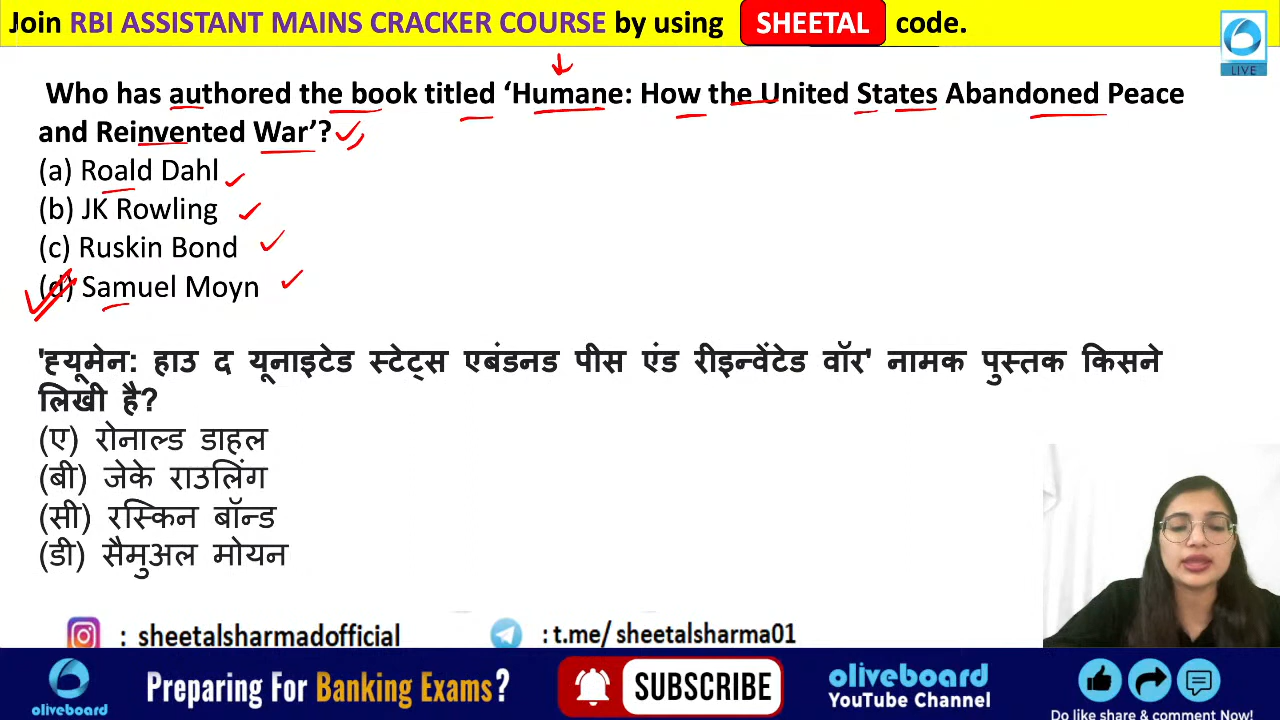 Join RBI ASSISTANT MAINS CRACKER COURSE by using SHEETAL code.
LIVE
Who has authored the book titled ‘Humane: How the United States Abandoned Peace
and Reinvented War’?
(a) Roald Dahl
(b) JK Rowling
(c) Ruskin Bond
(d) Samuel Moyn
'ह्यूमेन: हाउ द यूनाइटेड स्टेट्स एबंडनड पीस एंड रीइन्वेंटेड वॉर' नामक पुस्तक किसने
लिखी है?
(ए) रोनाल्ड डाहल
(बी) जेके राउलिंग
(सी) रस्किन बॉन्ड
(डी) सैमुअल मोयन
: sheetalsharmadofficial : t.me/ sheetalsharma01
oliveboard Preparing For Banking Exams? SUBSCRIBE oliveboard
YouTube Channel
Do like share & comment Now!